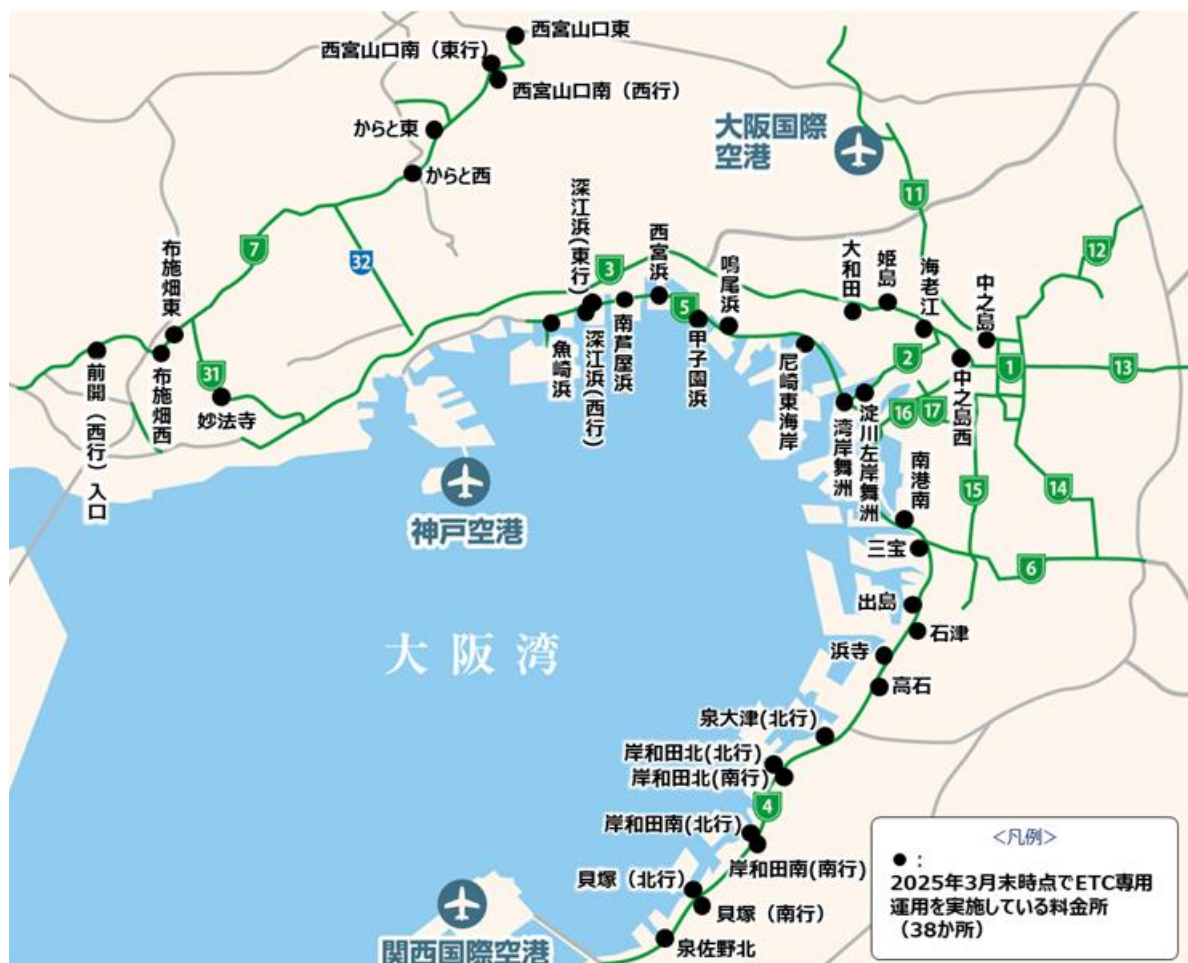 西宮山口東
西宮山口南（東行）
西宮山口南（西行）
からと東
からと西
大阪国際
空港
11
12
7
32
3
5
布施畑東
深江浜(東行)
西宮浜
鳴尾浜
大和田
姫島
海老江
中之島
前開（西行）入口
布施畑西
31
妙法寺
魚崎浜
深江浜(西行)
南芦屋浜
甲子園浜
尼崎東海岸
湾岸舞洲
淀川左岸舞洲
2
16
17
中之島西
1
13
15
14
南港南
神戸空港
三宝
6
出島
石津
大阪湾
浜寺
高石
泉大津(北行)
岸和田北(北行)
岸和田北(南行)
4
岸和田南(北行)
岸和田南(南行)
貝塚（北行）
貝塚（南行）
関西国際空港
泉佐野北
＜凡例＞
●：
2025年3月末時点でETC専用
運用を実施している料金所
（38か所）